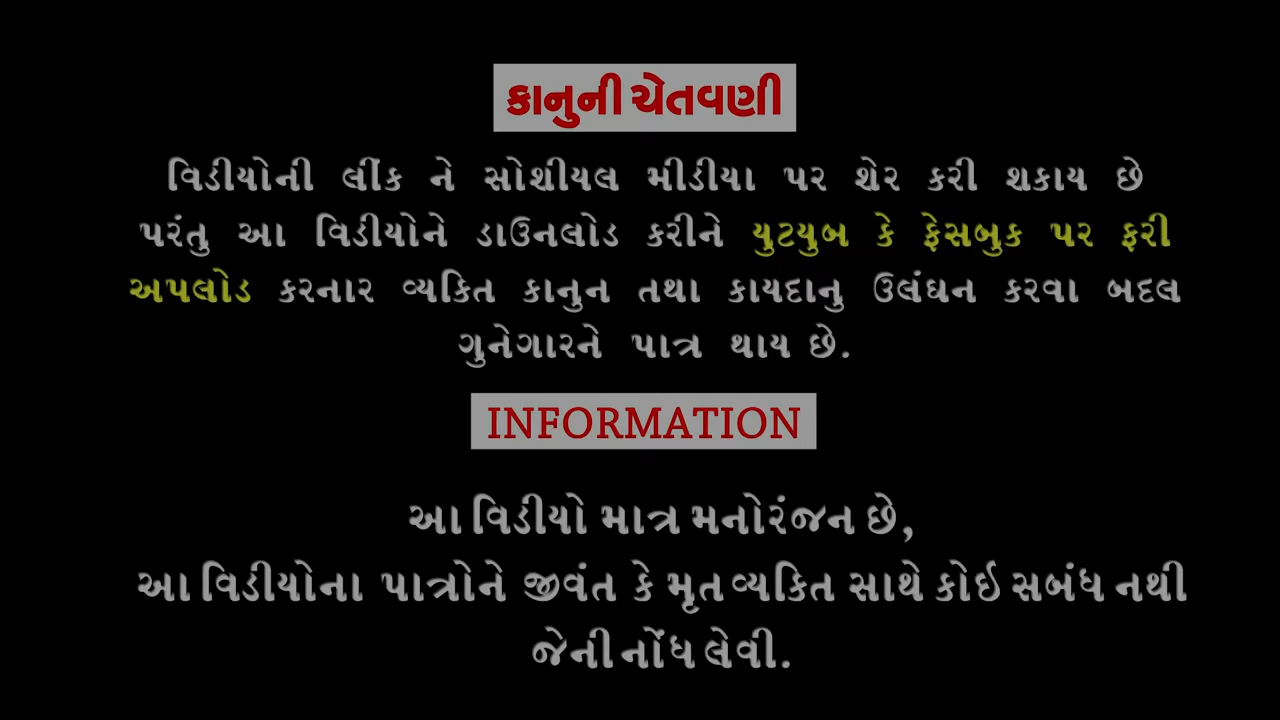 કાનુની ચેતવણી
વિડીયોની લીંક ને સોશીયલ મીડીયા પર શેર કરી શકાય છે
પરંતુ આ વિડીયોને ડાઉનલોડ કરીને યુટયુબ કે ફેસબુક પર ફરી
અપલોડ કરનાર વ્યકિત કાનુન તથા કાયદાનુ ઉલંઘન કરવા બદલ
ગુનેગારને પાત્ર થાય છે.
INFORMATION
આ વિડીયો માત્ર મનોરંજન છે,
આ વિડીયોના પાત્રોને જીવંત કે મૃત વ્યકિત સાથે કોઇ સબંધ નથી
જેની નોંધ લેવી.